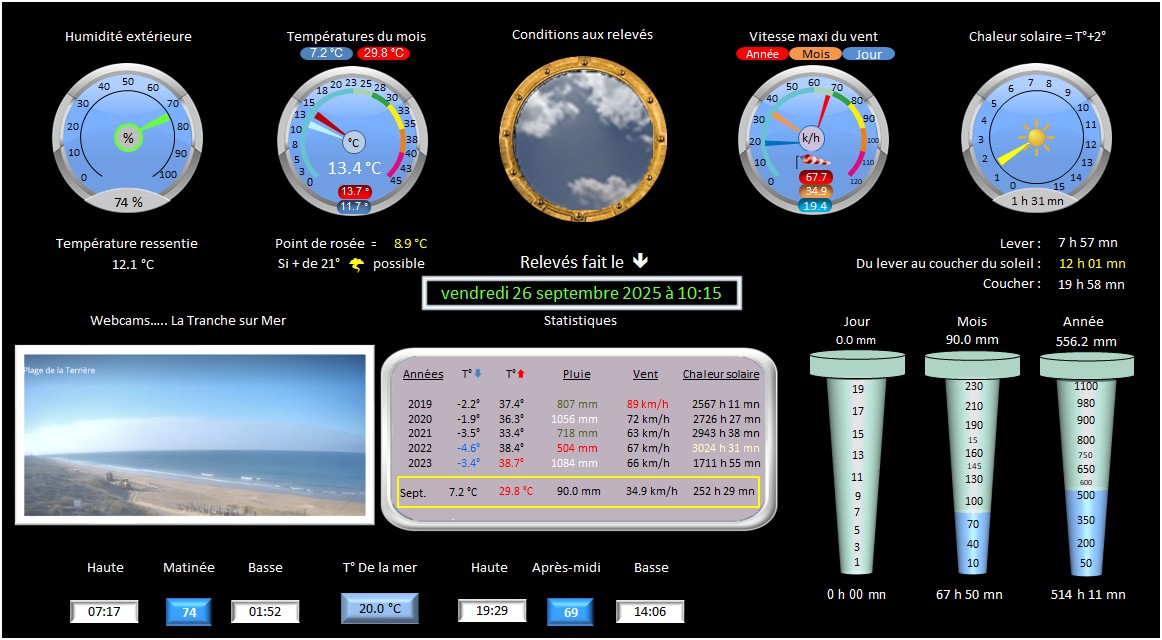 Humidité extérieure
0 10 20 30 40 50 60 70 80 90 100
%
74 %
Température ressentie
12.1 °C
Températures du mois
7.2 °C 29.8 °C
0 3 5 8 10 13 15 18 20 23 25 28 30 33 35 38 40 43 45
°C
13.4 °C
13.7 °
11.7 °
Point de rosée = 8.9 °C
Si + de 21° possible
Conditions aux relevés
Relevés fait le
vendredi 26 septembre 2025 à 10:15
Vitesse maxi du vent
Année Mois Jour
0 10 20 30 40 50 60 70 80 90 100 110 120
k/h
67.7
34.9
19.4
Chaleur solaire = T°+2°
0 1 2 3 4 5 6 7 8 9 10 11 12 13 14 15
1 h 31 mn
Lever : 7 h 57 mn
Du lever au coucher du soleil : 12 h 01 mn
Coucher : 19 h 58 mn
Webcams..... La Tranche sur Mer
Plage de la Terrière
Statistiques
Années T° T° Pluie Vent Chaleur solaire
2019 -2.2° 37.4° 807 mm 89 km/h 2567 h 11 mn
2020 -1.9° 36.3° 1056 mm 72 km/h 2726 h 27 mn
2021 -3.5° 33.4° 718 mm 63 km/h 2943 h 38 mn
2022 -4.6° 38.4° 504 mm 67 km/h 3024 h 31 mn
2023 -3.4° 38.7° 1084 mm 66 km/h 1711 h 55 mn
Sept. 7.2 °C 29.8 °C 90.0 mm 34.9 km/h 252 h 29 mn
Jour
0.0 mm
19
17
15
13
11
9
7
5
3
1
0 h 00 mn
Mois
90.0 mm
230
210
190
15
160
145
130
100
70
40
10
67 h 50 mn
Année
556.2 mm
1100
980
900
800
750
650
600
500
350
200
50
514 h 11 mn
Haute Matinée Basse T° De la mer Haute Après-midi Basse
07:17 74 01:52 20.0 °C 19:29 69 14:06